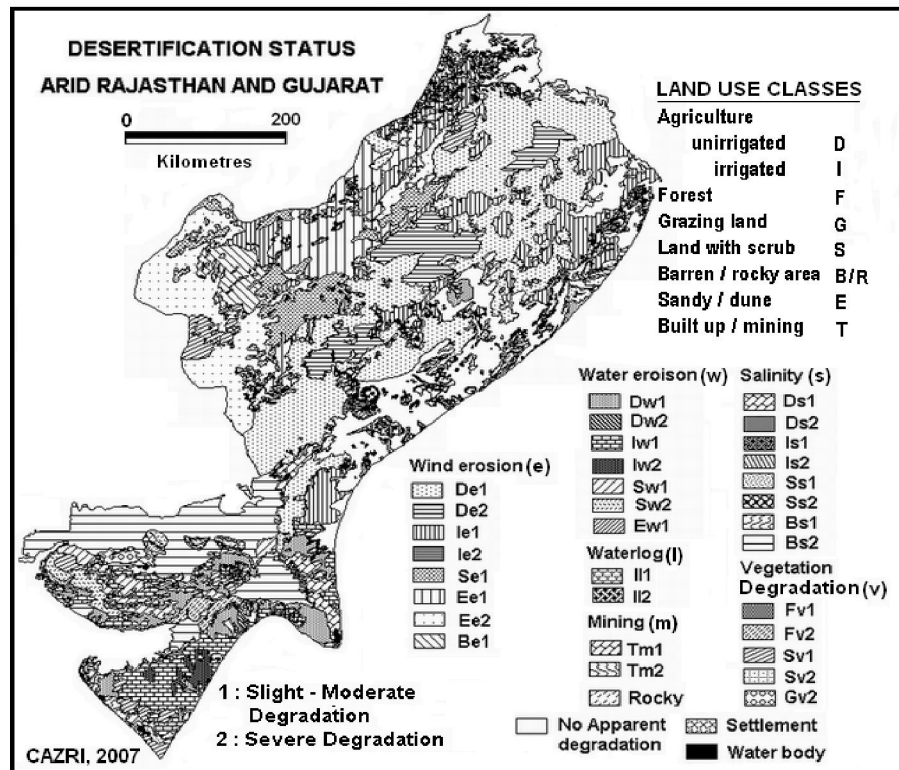 DESERTIFICATION STATUS
ARID RAJASTHAN AND GUJARAT
0 200
Kilometres
LAND USE CLASSES
Agriculture
unirrigated D
irrigated I
Forest F
Grazing land G
Land with scrub S
Barren / rocky area B/R
Sandy / dune E
Built up / mining T
Wind erosion (e)
De1
De2
Ie1
Ie2
Se1
Ee1
Ee2
Be1
Water eroison (w)
Dw1
Dw2
Iw1
Iw2
Sw1
Sw2
Ew1
Waterlog (l)
Il1
Il2
Mining (m)
Tm1
Tm2
Rocky
Salinity (s)
Ds1
Ds2
Is1
Is2
Ss1
Ss2
Bs1
Bs2
Vegetation
Degradation (v)
Fv1
Fv2
Sv1
Sv2
Gv2
No Apparent
degradation
Settlement
Water body
1 : Slight - Moderate
Degradation
2 : Severe Degradation
CAZRI, 2007